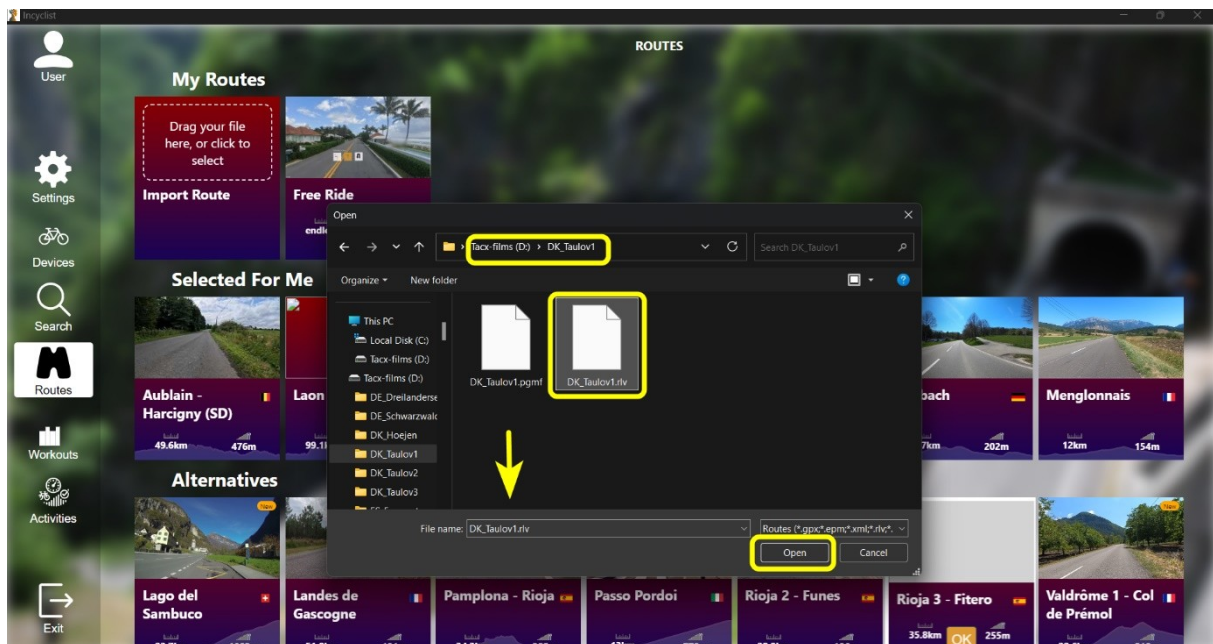 Incyclist
ROUTES
User
My Routes
Drag your file
here, or click to
select
Import Route
Free Ride
Settings
Devices
Search
Routes
Workouts
Activities
Exit
Open
Tacx-films (D:) > DK_Taulov1
Search DK_Taulov1
Organize
New folder
This PC
Local Disk (C:)
Tacx-films (D:)
Tacx-films (D:)
DE_Dreilanderse
DE_Schwarzwalc
DK_Hoejen
DK_Taulov1
DK_Taulov2
DK_Taulov3
DK_Taulov1.pgmf
DK_Taulov1.rlv
File name:
DK_Taulov1.rlv
Routes (*.gpx;*.epm;*.xml;*.rlv;*.
Open
Cancel
Selected For Me
Aublain -
Harcigny (SD)
49.6km
476m
Laon
bach
7km
202m
Menglonnais
12km
154m
Alternatives
New
Lago del
Sambuco
Landes de
Gascogne
Pamplona - Rioja
Passo Pordoi
Rioja 2 - Funes
Rioja 3 - Fitero
35.8km
OK
255m
New
Valdrôme 1 - Col
de Prémol